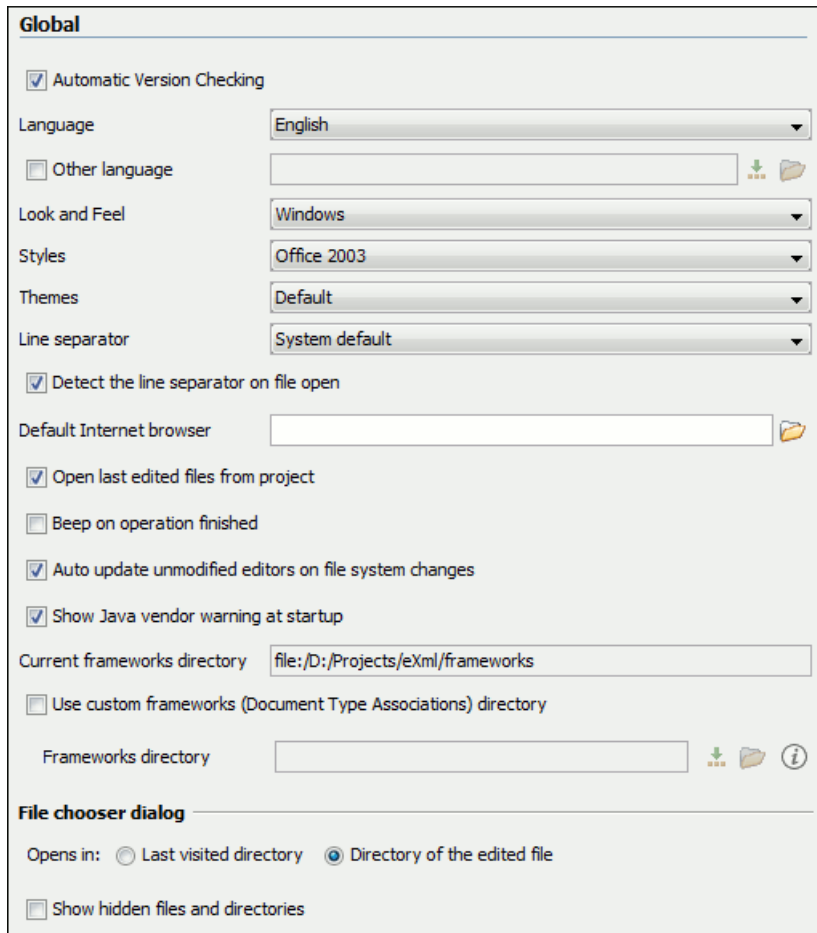 Global
Automatic Version Checking
Language English
Other language
Look and Feel Windows
Styles Office 2003
Themes Default
Line separator System default
Detect the line separator on file open
Default Internet browser
Open last edited files from project
Beep on operation finished
Auto update unmodified editors on file system changes
Show Java vendor warning at startup
Current frameworks directory file:/D:/Projects/eXml/frameworks
Use custom frameworks (Document Type Associations) directory
Frameworks directory i
File chooser dialog
Opens in: Last visited directory Directory of the edited file
Show hidden files and directories